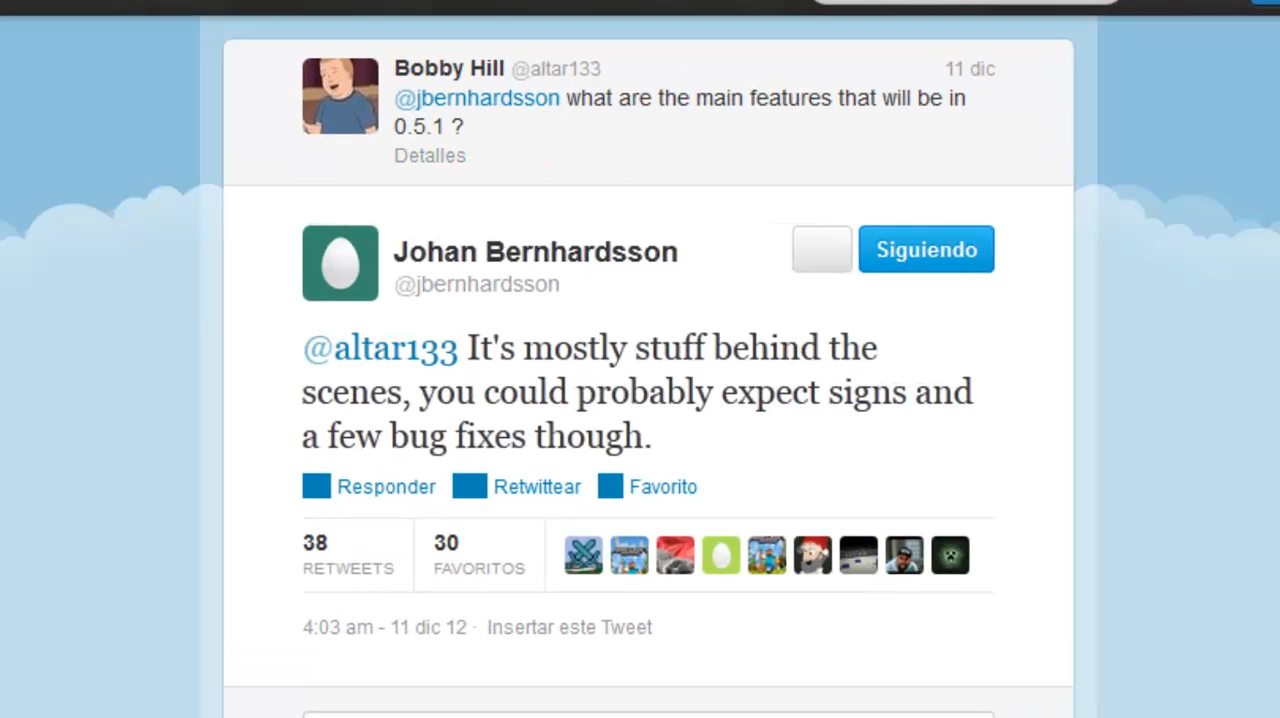 Bobby Hill @altar133 11 dic
@jbernhardsson what are the main features that will be in
0.5.1 ?
Detalles
Johan Bernhardsson
Siguiendo
@jbernhardsson
@altar133 It's mostly stuff behind the
scenes, you could probably expect signs and
a few bug fixes though.
Responder Retwittear Favorito
38 30
RETWEETS FAVORITOS
4:03 am - 11 dic 12 · Insertar este Tweet